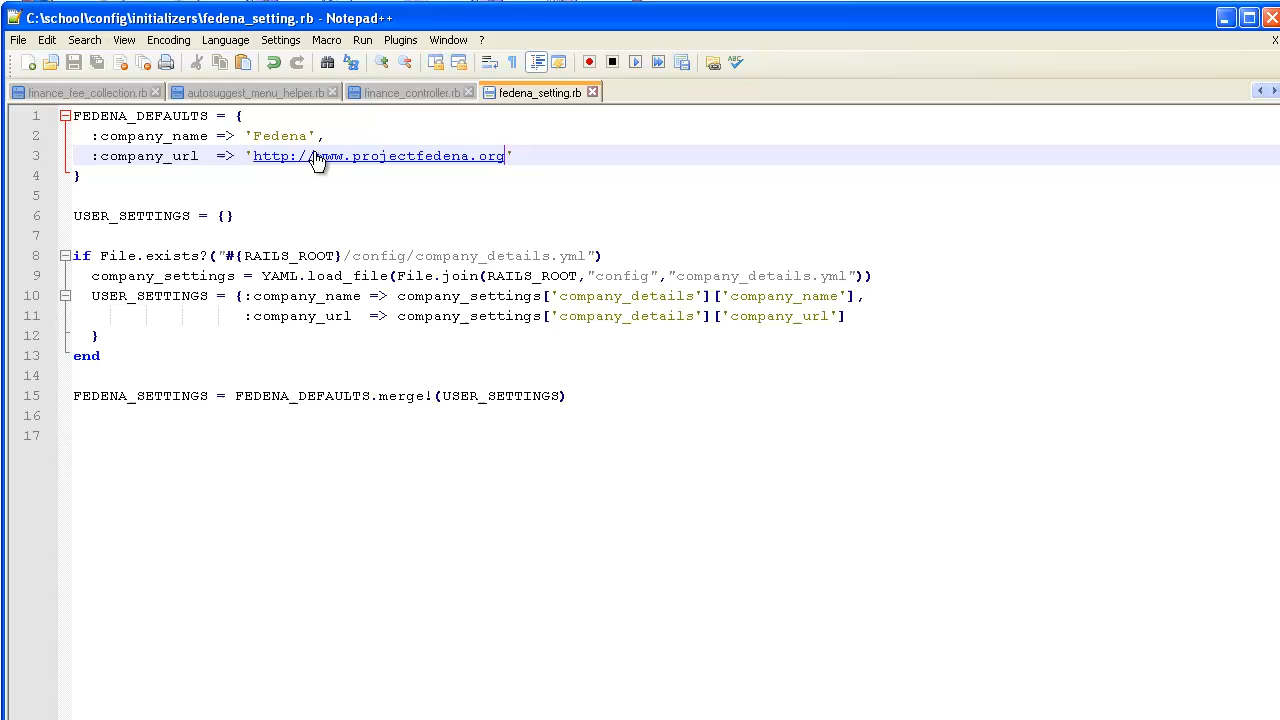 C:\school\config\initializers\fedena_setting.rb - Notepad++
File Edit Search View Encoding Language Settings Macro Run Plugins Window ? X
finance_fee_collection.rb autosuggest_menu_helper.rb finance_controller.rb fedena_setting.rb
1 FEDENA_DEFAULTS = {
2 :company_name => 'Fedena',
3 :company_url => 'http://www.projectfedena.org'
4 }
5
6 USER_SETTINGS = {}
7
8 if File.exists?("#{RAILS_ROOT}/config/company_details.yml")
9 company_settings = YAML.load_file(File.join(RAILS_ROOT,"config","company_details.yml"))
10 USER_SETTINGS = {:company_name => company_settings['company_details']['company_name'],
11 :company_url => company_settings['company_details']['company_url']
12 }
13 end
14
15 FEDENA_SETTINGS = FEDENA_DEFAULTS.merge!(USER_SETTINGS)
16
17